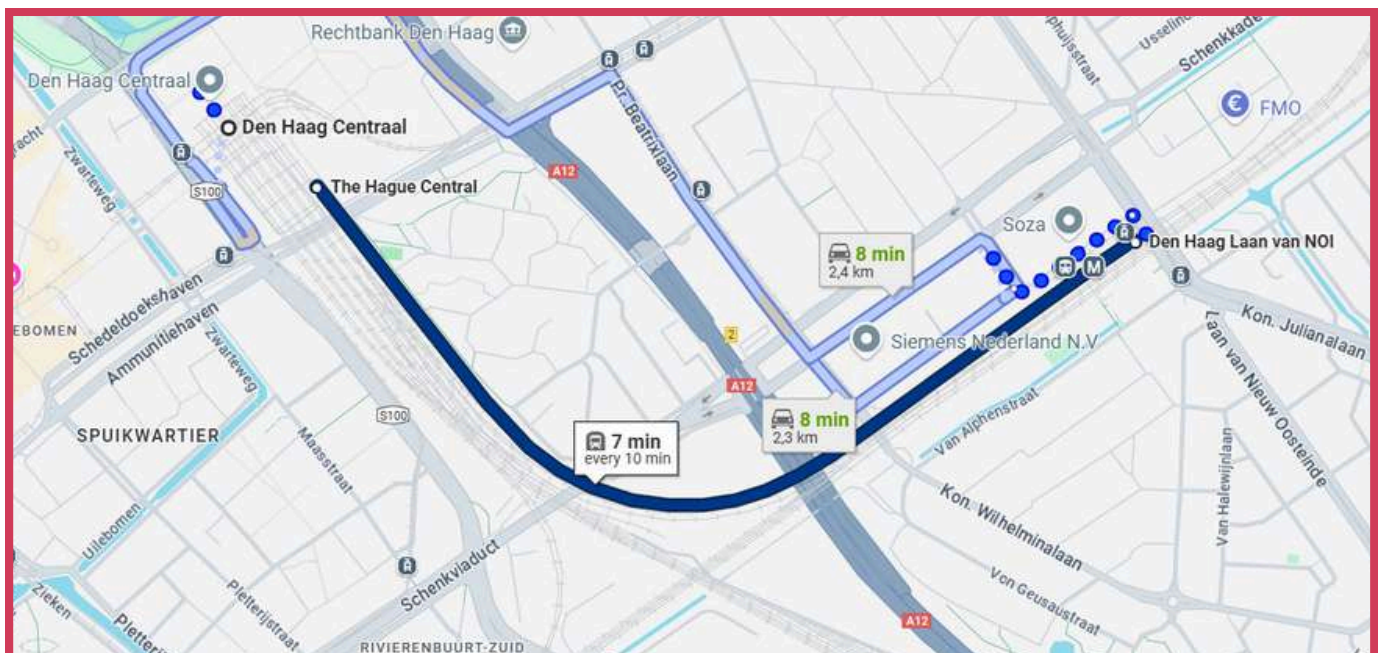 Rechtbank Den Haag
Den Haag Centraal
Den Haag Centraal
The Hague Central
S100
A12
Pr. Beatrixlaan
Zwarteweg
Schenkkade
FMO
Soza
Den Haag Laan van NOI
M
8 min
2,4 km
Siemens Nederland N.V
Kon. Julianalaan
Laan van Nieuw Oosteinde
Schedeldoekshaven
Ammunitiehaven
EBOMEN
Zwarteweg
2
A12
S100
8 min
2,3 km
7 min
every 10 min
Van Alphenstraat
Van Halewijnlaan
SPUIKWARTIER
Maasstraat
Uilebomen
Schenkviaduct
Kon. Wilhelminalaan
Von Geusaustraat
Zieken
Pletterijstraat
Pletterij
A12
RIVIERENBUURT-ZUID